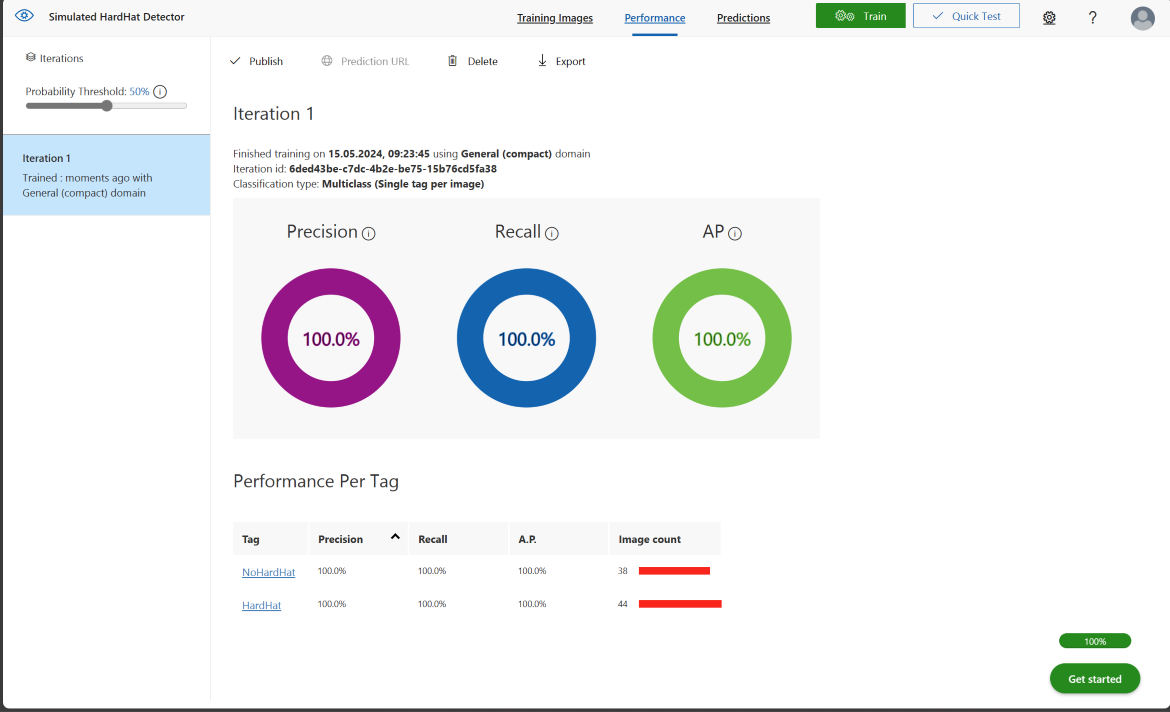 Simulated HardHat Detector
Training Images
Performance
Predictions
Train
Quick Test
?
Iterations
Probability Threshold: 50%
Iteration 1
Trained : moments ago with
General (compact) domain
Publish
Prediction URL
Delete
Export
Iteration 1
Finished training on 15.05.2024, 09:23:45 using General (compact) domain
Iteration id: 6ded43be-c7dc-4b2e-be75-15b76cd5fa38
Classification type: Multiclass (Single tag per image)
Precision
Recall
AP
100.0%
100.0%
100.0%
Performance Per Tag
Tag Precision Recall A.P. Image count
NoHardHat 100.0% 100.0% 100.0% 38
HardHat 100.0% 100.0% 100.0% 44
100%
Get started